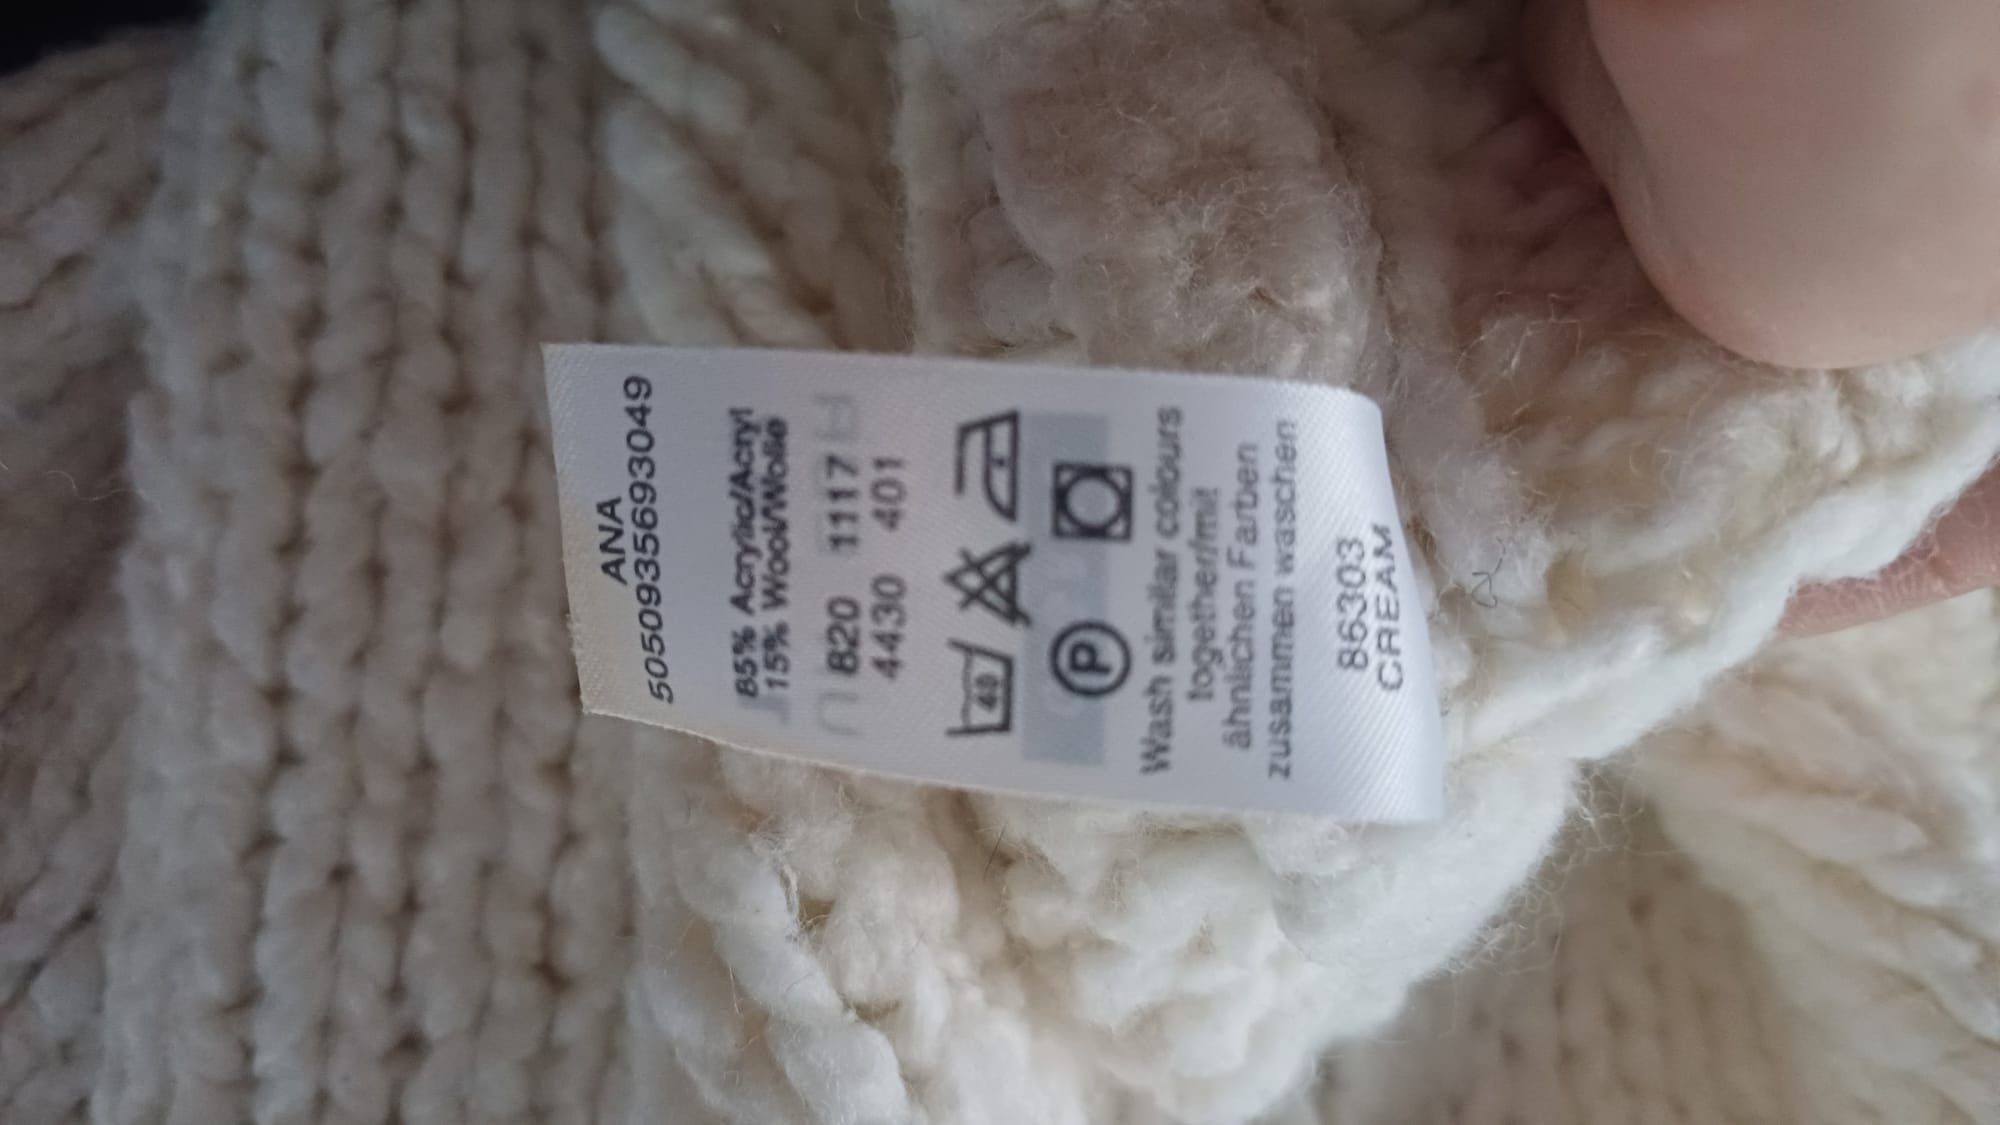 ANA
5050935693049
85% Acrylic/Acryl
15% Wool/Wolle
820 1117
4430 401
40
P
Wash similar colours
together/mit
ähnlichen Farben
zusammen waschen
86303
CREAM